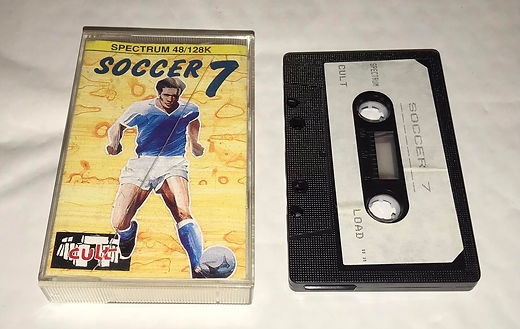 SPECTRUM 48/128K
SOCCER 7
cult
SPECTRUM
CULT
SOCCER 7
LOAD ""